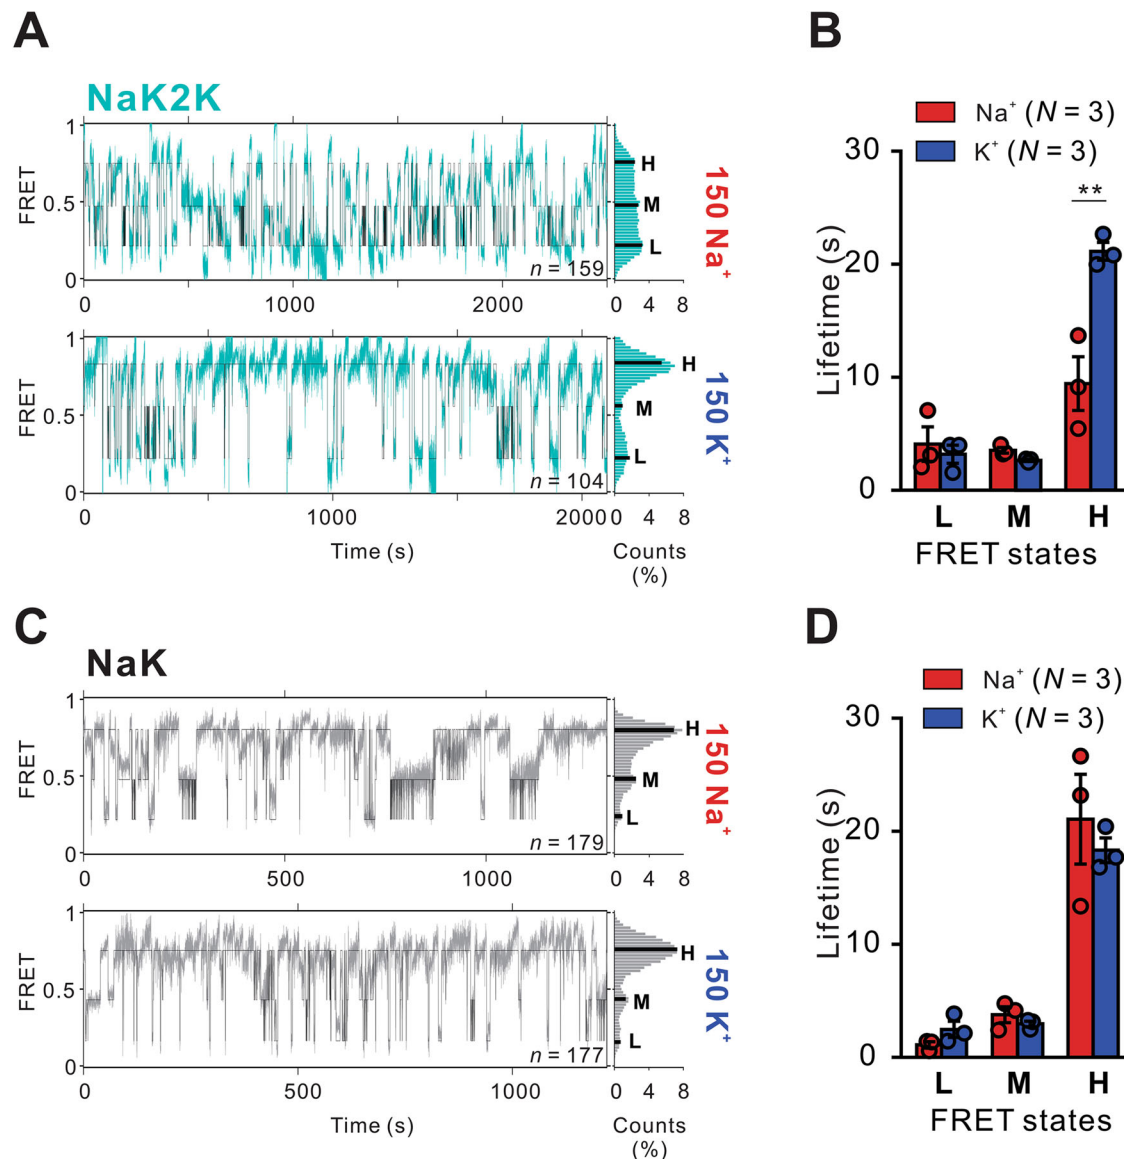 A
NaK2K
1
0.5
0
FRET
n = 159
H
M
L
150 Na⁺
0 1000 2000 0 4 8
1
0.5
0
FRET
n = 104
H
M
L
150 K⁺
0 1000 2000 0 4 8
Time (s)
Counts
(%)
B
Na⁺ (N = 3)
K⁺ (N = 3)
**
30
20
10
0
Lifetime (s)
L M H
FRET states
C
NaK
1
0.5
0
FRET
n = 179
H
M
L
150 Na⁺
0 500 1000 0 4 8
1
0.5
0
FRET
n = 177
H
M
L
150 K⁺
0 500 1000 0 4 8
Time (s)
Counts
(%)
D
Na⁺ (N = 3)
K⁺ (N = 3)
30
20
10
0
Lifetime (s)
L M H
FRET states